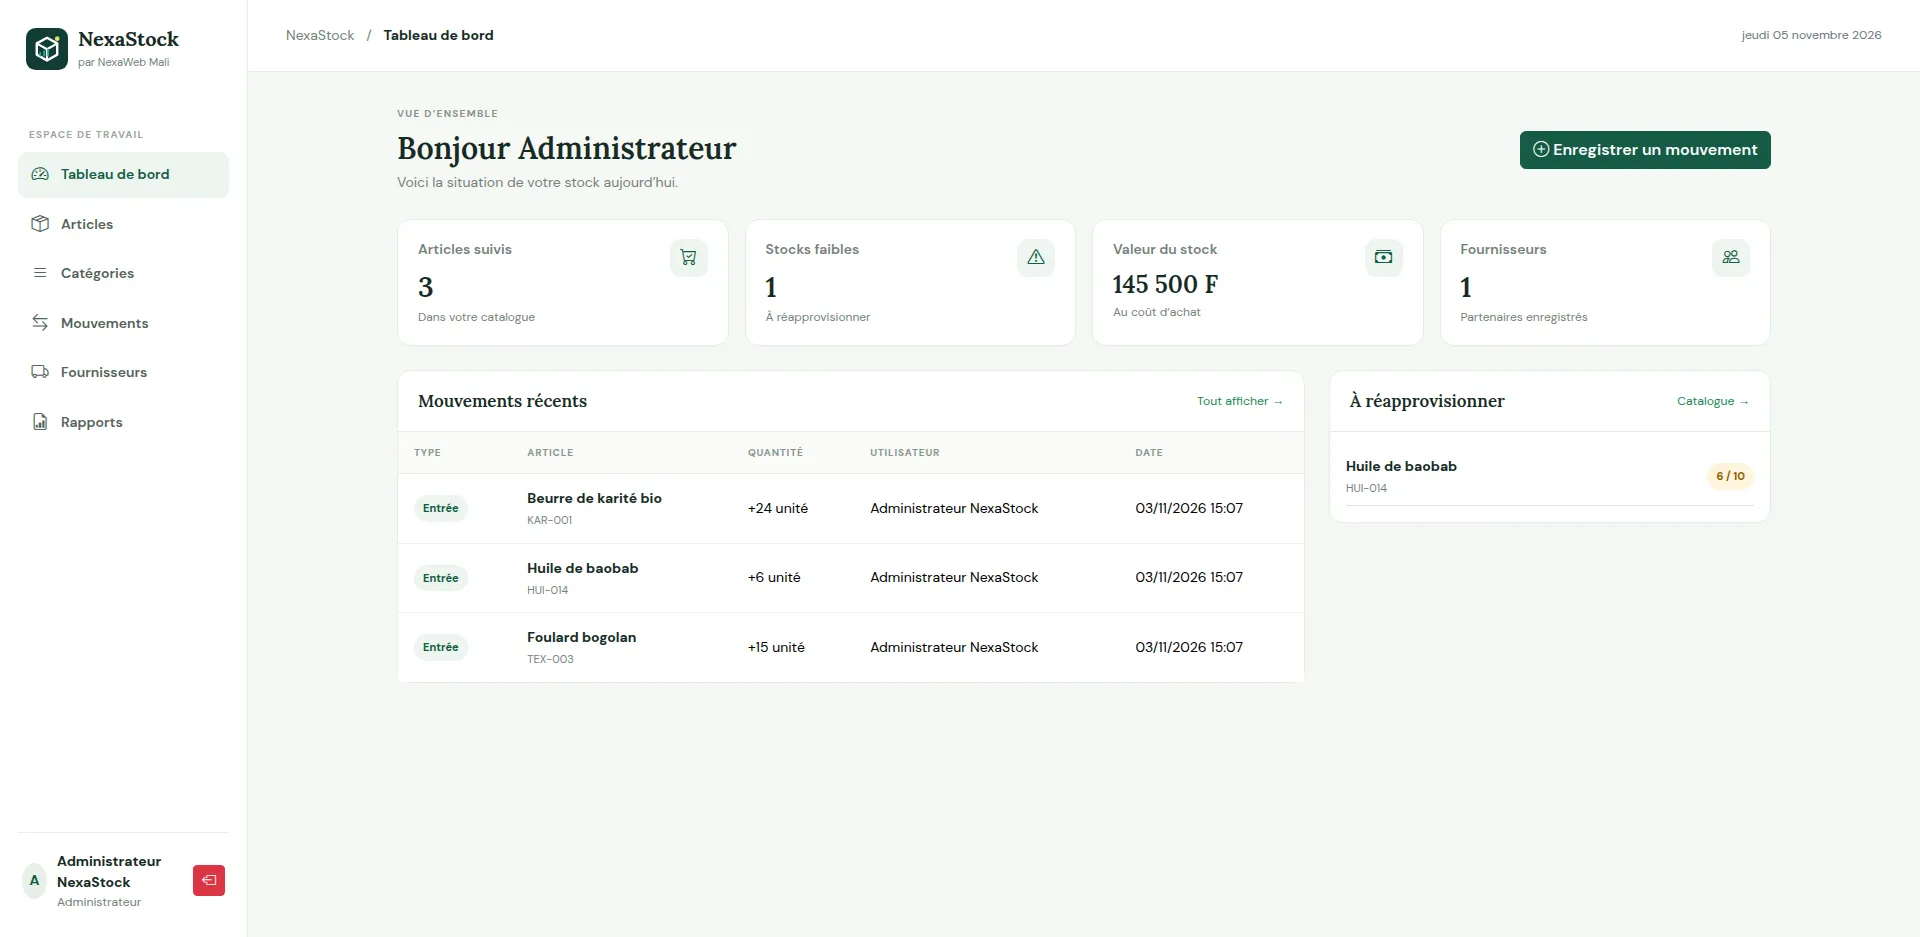 NexaStock
par NexaWeb Mali
ESPACE DE TRAVAIL
Tableau de bord
Articles
Catégories
Mouvements
Fournisseurs
Rapports
A
Administrateur
NexaStock
Administrateur
NexaStock / Tableau de bord
jeudi 05 novembre 2026
VUE D'ENSEMBLE
Bonjour Administrateur
Voici la situation de votre stock aujourd'hui.
Enregistrer un mouvement
Articles suivis
3
Dans votre catalogue
Stocks faibles
1
À réapprovisionner
Valeur du stock
145 500 F
Au coût d'achat
Fournisseurs
1
Partenaires enregistrés
Mouvements récents
Tout afficher →
TYPE ARTICLE QUANTITÉ UTILISATEUR DATE
Entrée Beurre de karité bio +24 unité Administrateur NexaStock 03/11/2026 15:07
KAR-001
Entrée Huile de baobab +6 unité Administrateur NexaStock 03/11/2026 15:07
HUI-014
Entrée Foulard bogolan +15 unité Administrateur NexaStock 03/11/2026 15:07
TEX-003
À réapprovisionner
Catalogue →
Huile de baobab
HUI-014
6 / 10